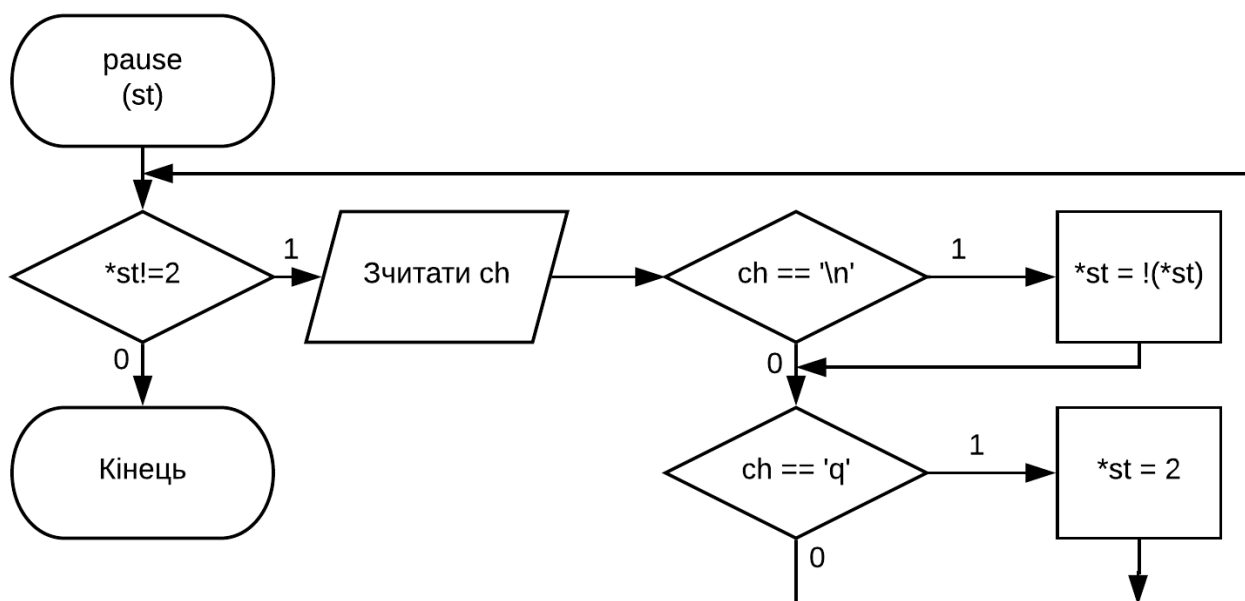 pause
(st)
*st!=2
1
Зчитати ch
ch == '\n'
1
*st = !(*st)
0
0
Кінець
ch == 'q'
1
*st = 2
0